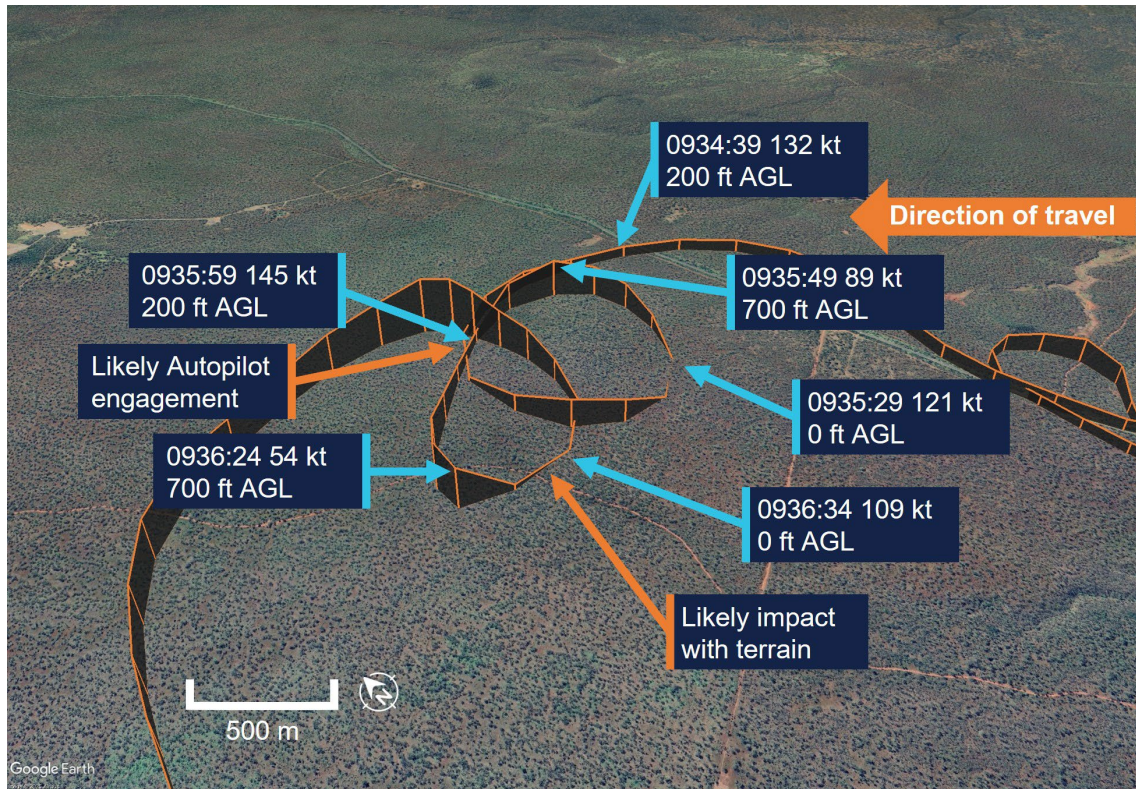 0934:39 132 kt
200 ft AGL
Direction of travel
0935:59 145 kt
200 ft AGL
0935:49 89 kt
700 ft AGL
Likely Autopilot
engagement
0935:29 121 kt
0 ft AGL
0936:24 54 kt
700 ft AGL
0936:34 109 kt
0 ft AGL
Likely impact
with terrain
500 m
N
Google Earth